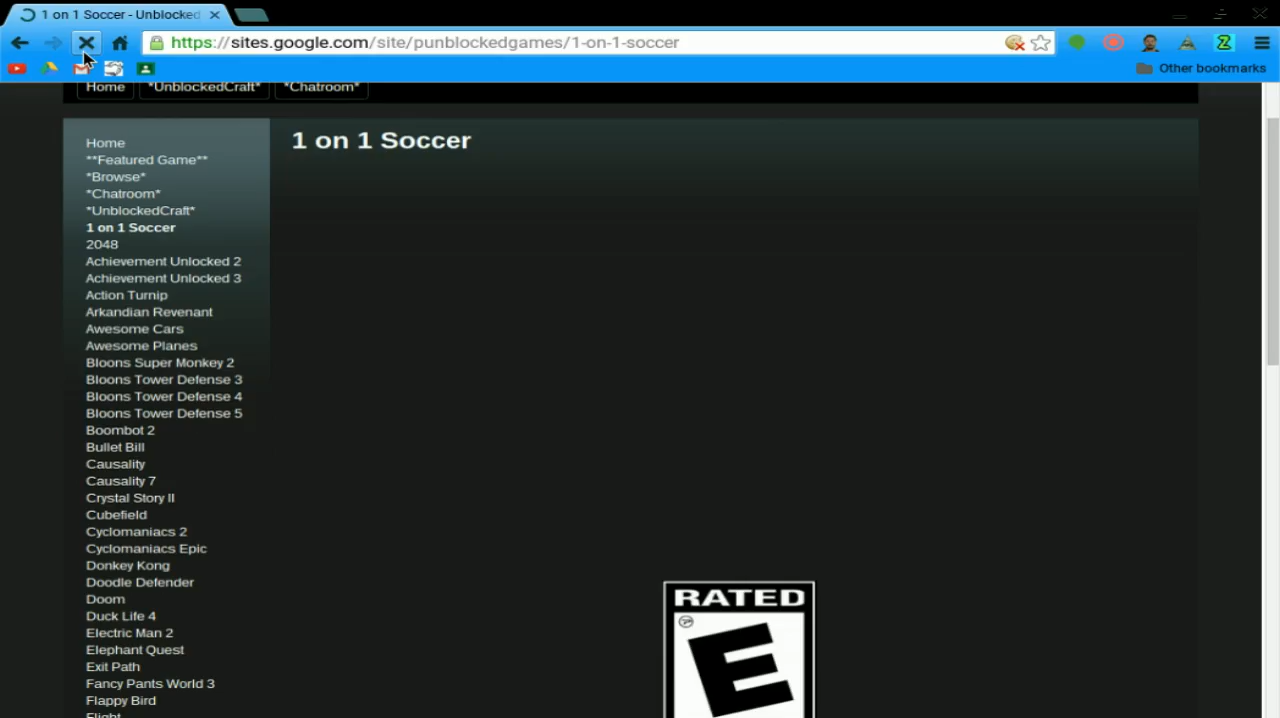 1 on 1 Soccer - Unblocked
https://sites.google.com/site/punblockedgames/1-on-1-soccer
Z
Other bookmarks
Home *UnblockedCraft* *Chatroom*
1 on 1 Soccer
Home
**Featured Game**
*Browse*
*Chatroom*
*UnblockedCraft*
1 on 1 Soccer
2048
Achievement Unlocked 2
Achievement Unlocked 3
Action Turnip
Arkandian Revenant
Awesome Cars
Awesome Planes
Bloons Super Monkey 2
Bloons Tower Defense 3
Bloons Tower Defense 4
Bloons Tower Defense 5
Boombot 2
Bullet Bill
Causality
Causality 7
Crystal Story II
Cubefield
Cyclomaniacs 2
Cyclomaniacs Epic
Donkey Kong
Doodle Defender
Doom
Duck Life 4
Electric Man 2
Elephant Quest
Exit Path
Fancy Pants World 3
Flappy Bird
Flight
RATED
E